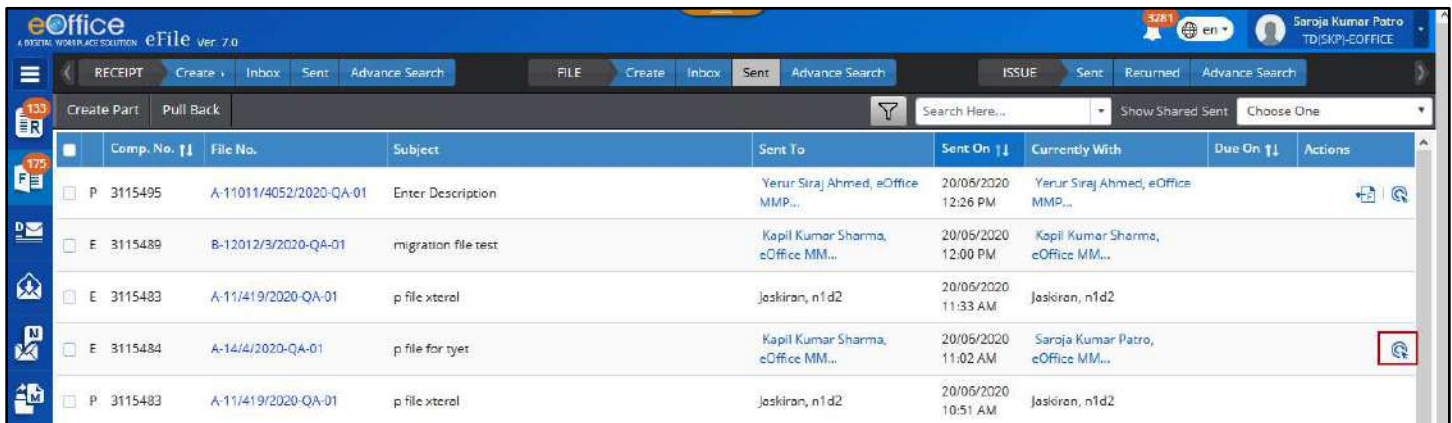 eOffice
A DIGITAL WORKPLACE SOLUTION eFile Ver. 7.0
3281
en
Saroja Kumar Patro
TD(SKP)-EOFFICE
RECEIPT Create Inbox Sent Advance Search FILE Create Inbox Sent Advance Search ISSUE Sent Returned Advance Search
133
R
Create Part Pull Back Search Here... Show Shared Sent Choose One
Comp. No. File No. Subject Sent To Sent On Currently With Due On Actions
175
F
P 3115495 A-11011/4052/2020-QA-01 Enter Description Yerur Siraj Ahmed, eOffice MMP... 20/06/2020 12:26 PM Yerur Siraj Ahmed, eOffice MMP...
D
E 3115489 B-12012/3/2020-QA-01 migration file test Kapil Kumar Sharma, eOffice MM... 20/06/2020 12:00 PM Kapil Kumar Sharma, eOffice MM...
E 3115483 A-11/419/2020-QA-01 p file xteral Jaskiran, n1d2 20/06/2020 11:33 AM Jaskiran, n1d2
N
E 3115484 A-14/4/2020-QA-01 p file for tyet Kapil Kumar Sharma, eOffice MM... 20/06/2020 11:02 AM Saroja Kumar Patro, eOffice MM...
M
P 3115483 A-11/419/2020-QA-01 p file xteral Jaskiran, n1d2 20/06/2020 10:51 AM Jaskiran, n1d2